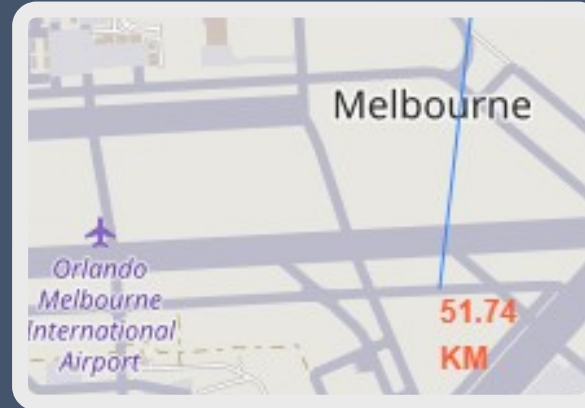 Melbourne
Orlando
Melbourne
International
Airport
51.74
KM